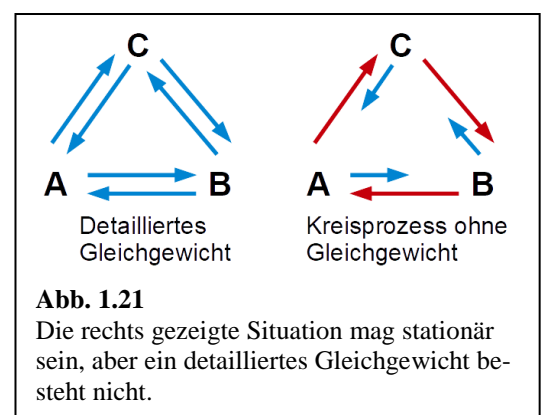 C
A
B
Detailliertes
Gleichgewicht
C
A
B
Kreisprozess ohne
Gleichgewicht
Abb. 1.21
Die rechts gezeigte Situation mag stationär
sein, aber ein detailliertes Gleichgewicht be-
steht nicht.